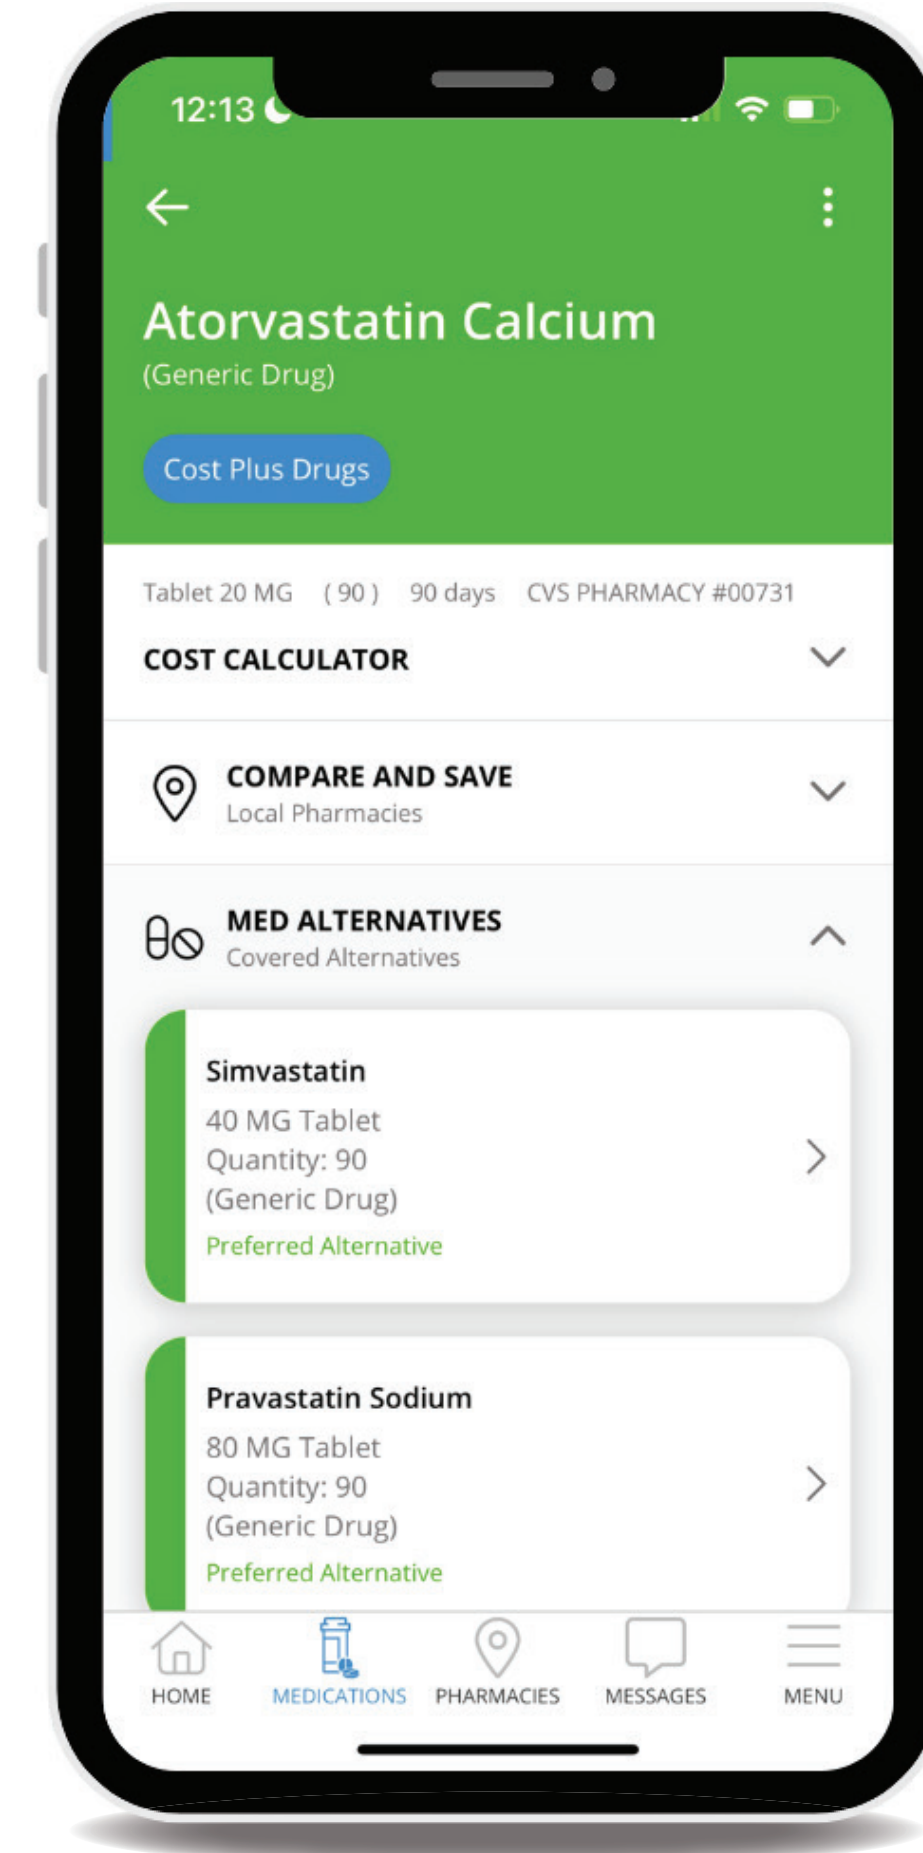 12:13
Atorvastatin Calcium
(Generic Drug)
Cost Plus Drugs
Tablet 20 MG ( 90 ) 90 days CVS PHARMACY #00731
COST CALCULATOR
COMPARE AND SAVE
Local Pharmacies
MED ALTERNATIVES
Covered Alternatives
Simvastatin
40 MG Tablet
Quantity: 90
(Generic Drug)
Preferred Alternative
Pravastatin Sodium
80 MG Tablet
Quantity: 90
(Generic Drug)
Preferred Alternative
HOME MEDICATIONS PHARMACIES MESSAGES MENU